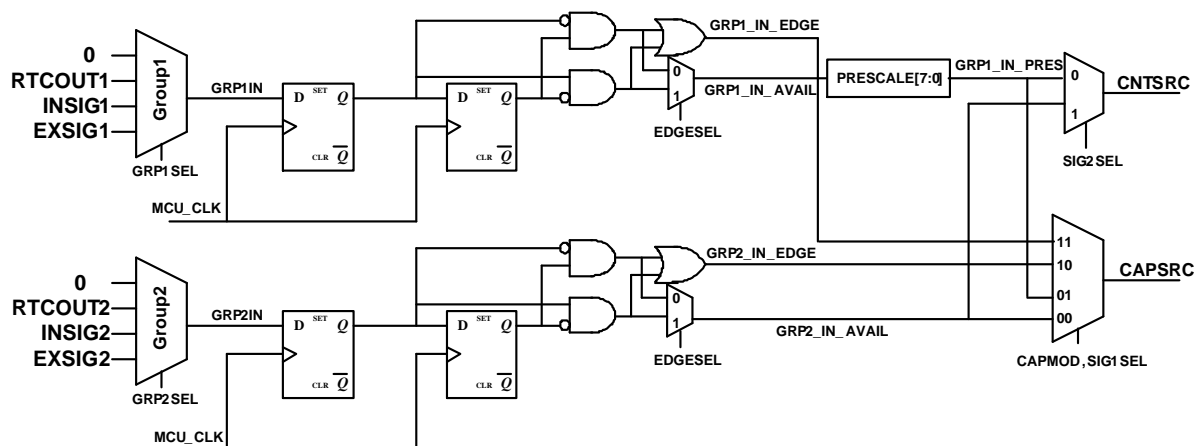 0
RTCOUT1
INSIG1
EXSIG1
Group1
GRP1SEL
GRP1IN
MCU_CLK
D SET Q
CLR Q
D SET Q
CLR Q
0
1
EDGESEL
GRP1_IN_EDGE
GRP1_IN_AVAIL
PRESCALE[7:0]
GRP1_IN_PRES
0
1
SIG2SEL
CNTSRC
0
RTCOUT2
INSIG2
EXSIG2
Group2
GRP2SEL
GRP2IN
MCU_CLK
D SET Q
CLR Q
D SET Q
CLR Q
0
1
EDGESEL
GRP2_IN_EDGE
GRP2_IN_AVAIL
11
10
01
00
CAPMOD,SIG1SEL
CAPSRC